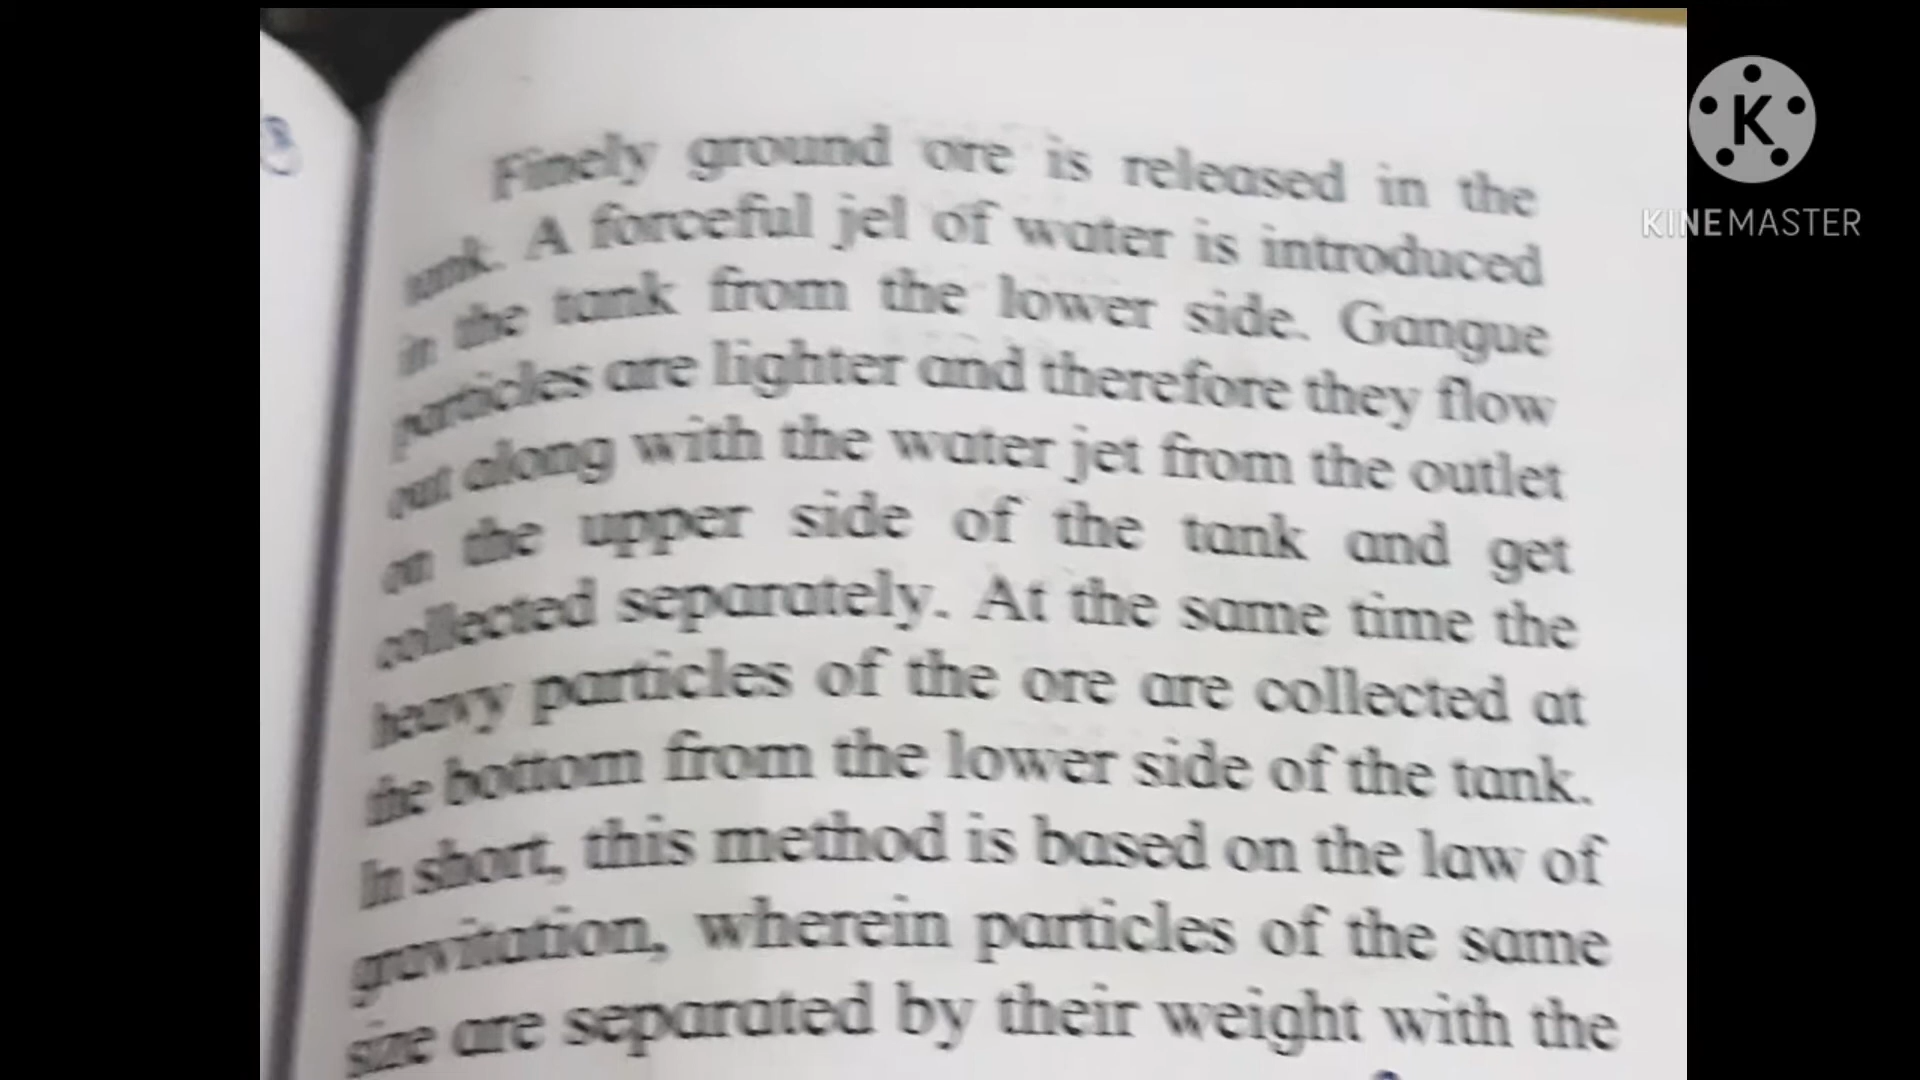 Finely ground ore is released in the
tank. A forceful jel of water is introduced
in the tank from the lower side. Gangue
particles are lighter and therefore they flow
out along with the water jet from the outlet
on the upper side of the tank and get
collected separately. At the same time the
heavy particles of the ore are collected at
the bottom from the lower side of the tank.
In short, this method is based on the law of
gravitation, wherein particles of the same
size are separated by their weight with the
K
KINEMASTER